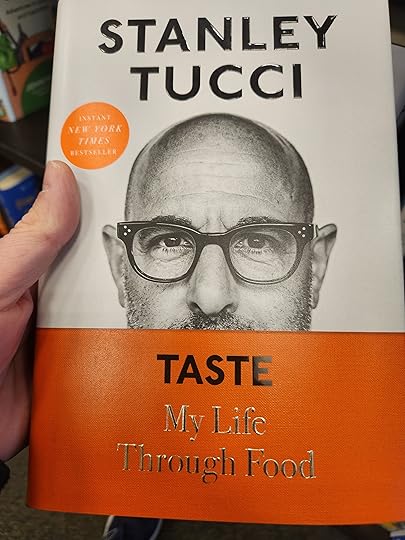 STANLEY
TUCCI
INSTANT
NEW YORK
TIMES
BESTSELLER
TASTE
My Life
Through Food